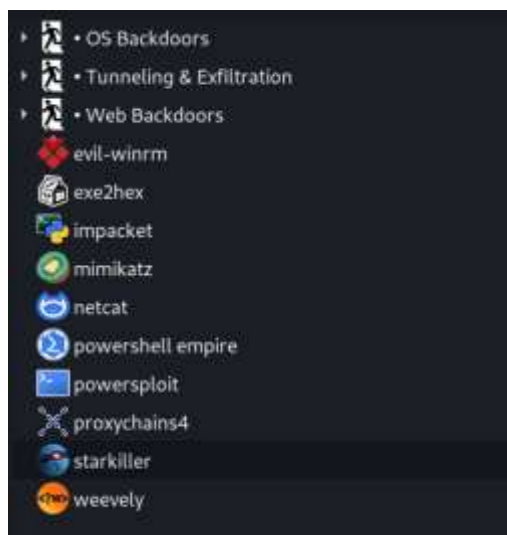 • OS Backdoors
• Tunneling & Exfiltration
• Web Backdoors
evil-winrm
exe2hex
impacket
mimikatz
netcat
powershell empire
powersploit
proxychains4
starkiller
weevely